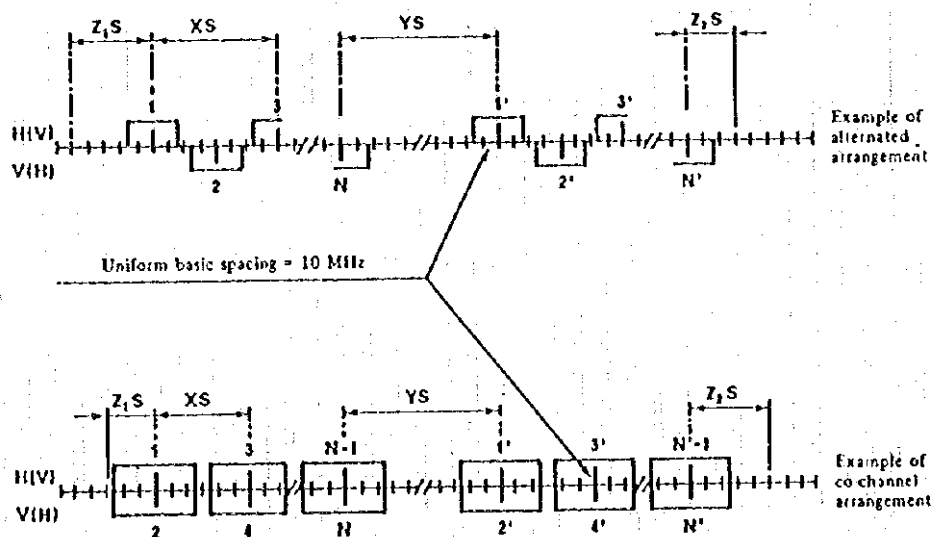 Z₁S XS YS Z₂S
1 3 1' 3'
H(V)
V(H)
2 N 2' N'
Example of
alternated
arrangement
Uniform basic spacing = 10 MHz
Z₁S XS YS Z₂S
1 3 N-1 1' 3' N'-1
H(V)
V(H)
2 4 N 2' 4' N'
Example of
co channel
arrangement